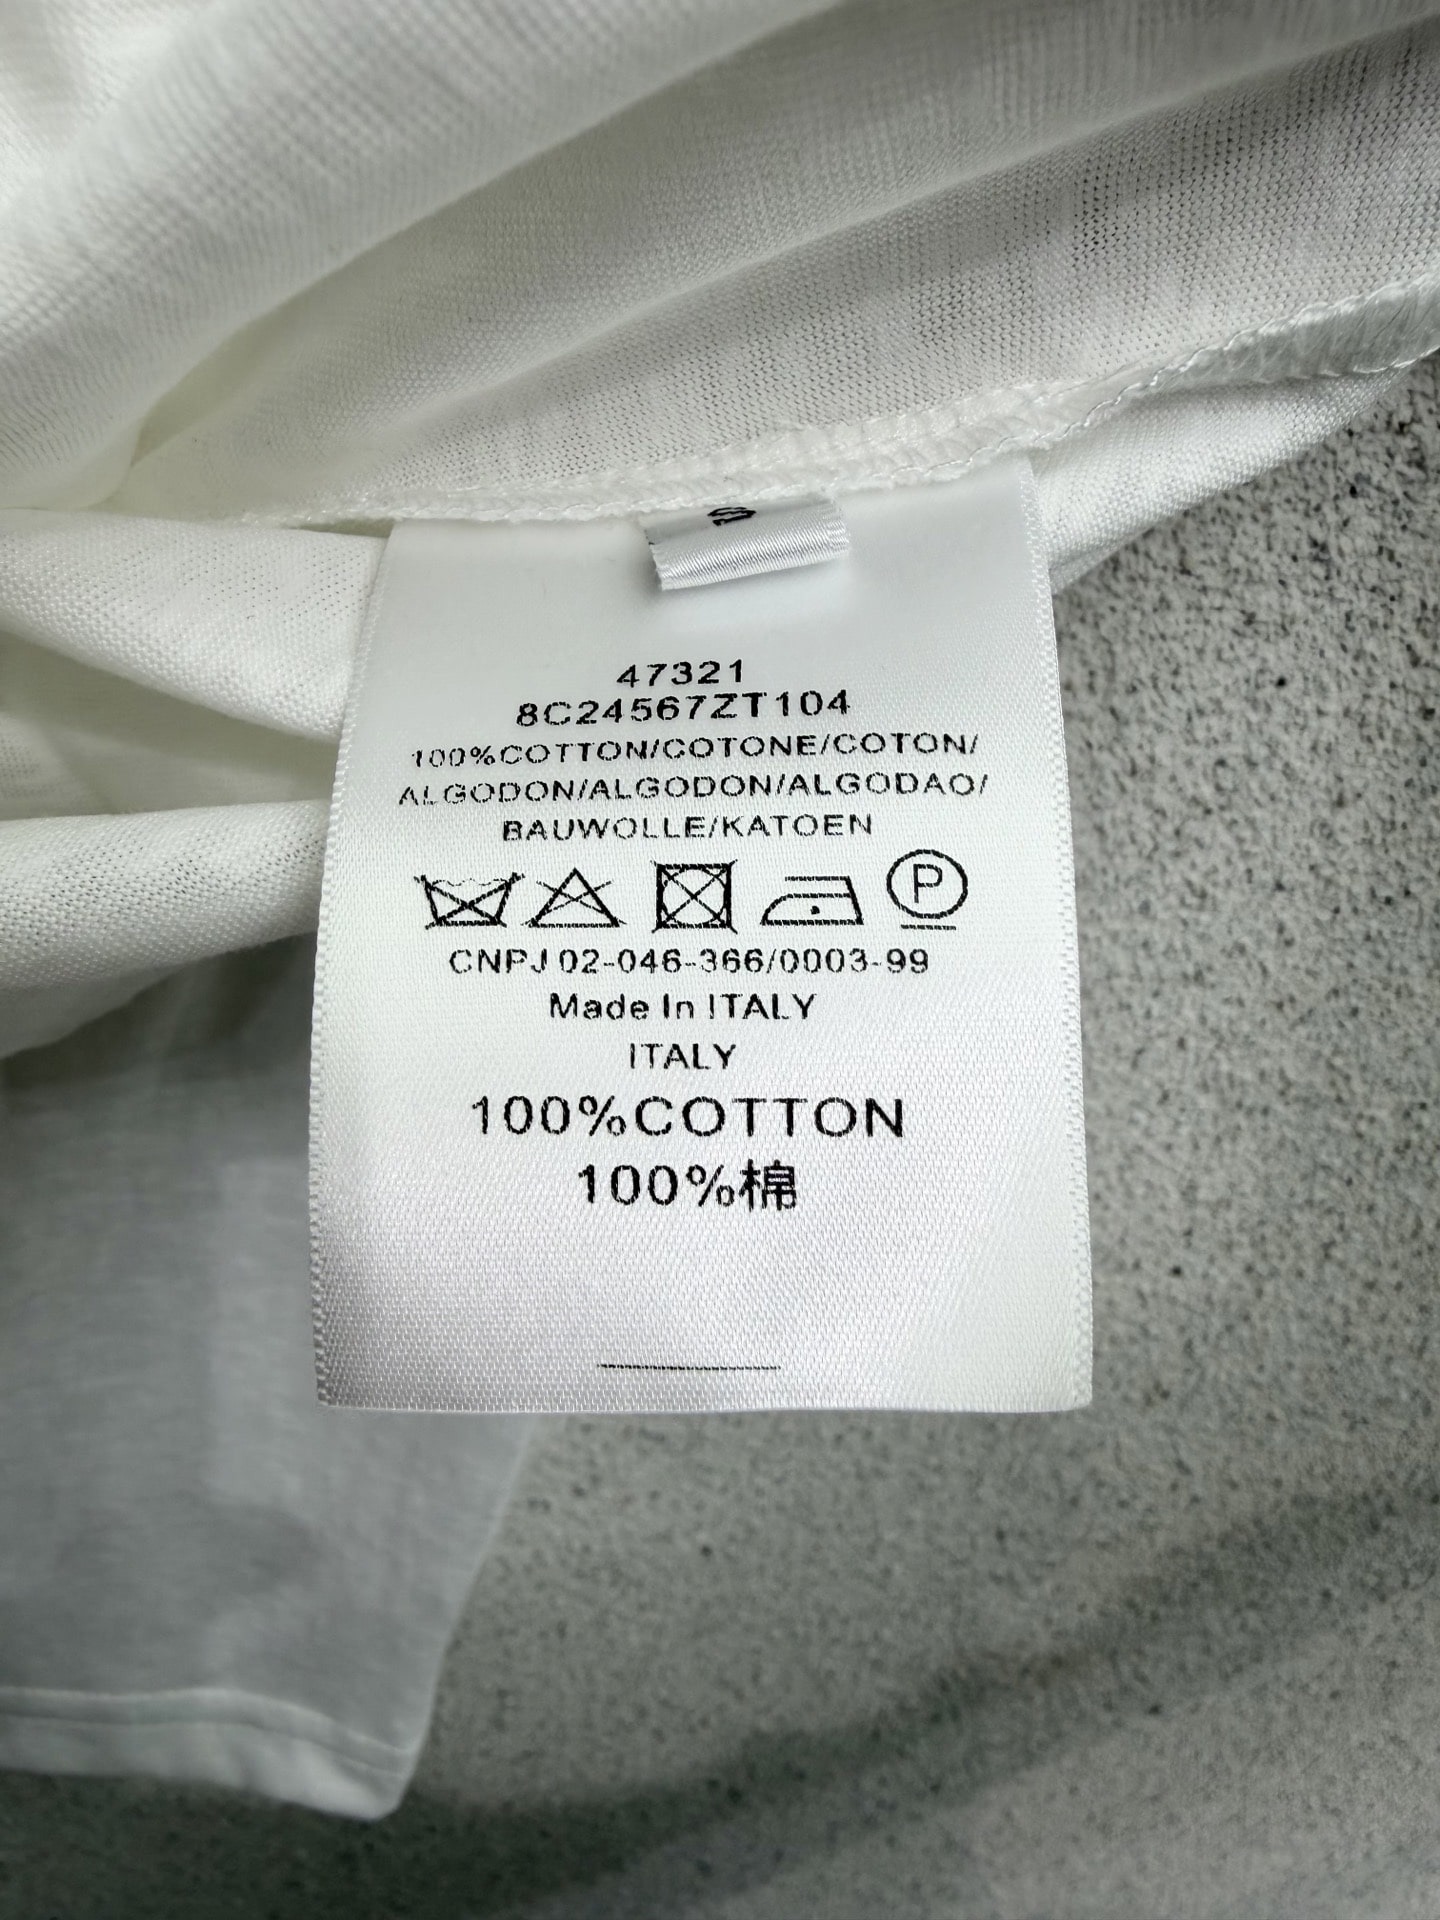 47321
8C24567ZT104
100%COTTON/COTONE/COTON/
ALGODON/ALGODON/ALGODAO/
BAUWOLLE/KATOEN
P
CNPJ 02-046-366/0003-99
Made In ITALY
ITALY
100%COTTON
100%棉